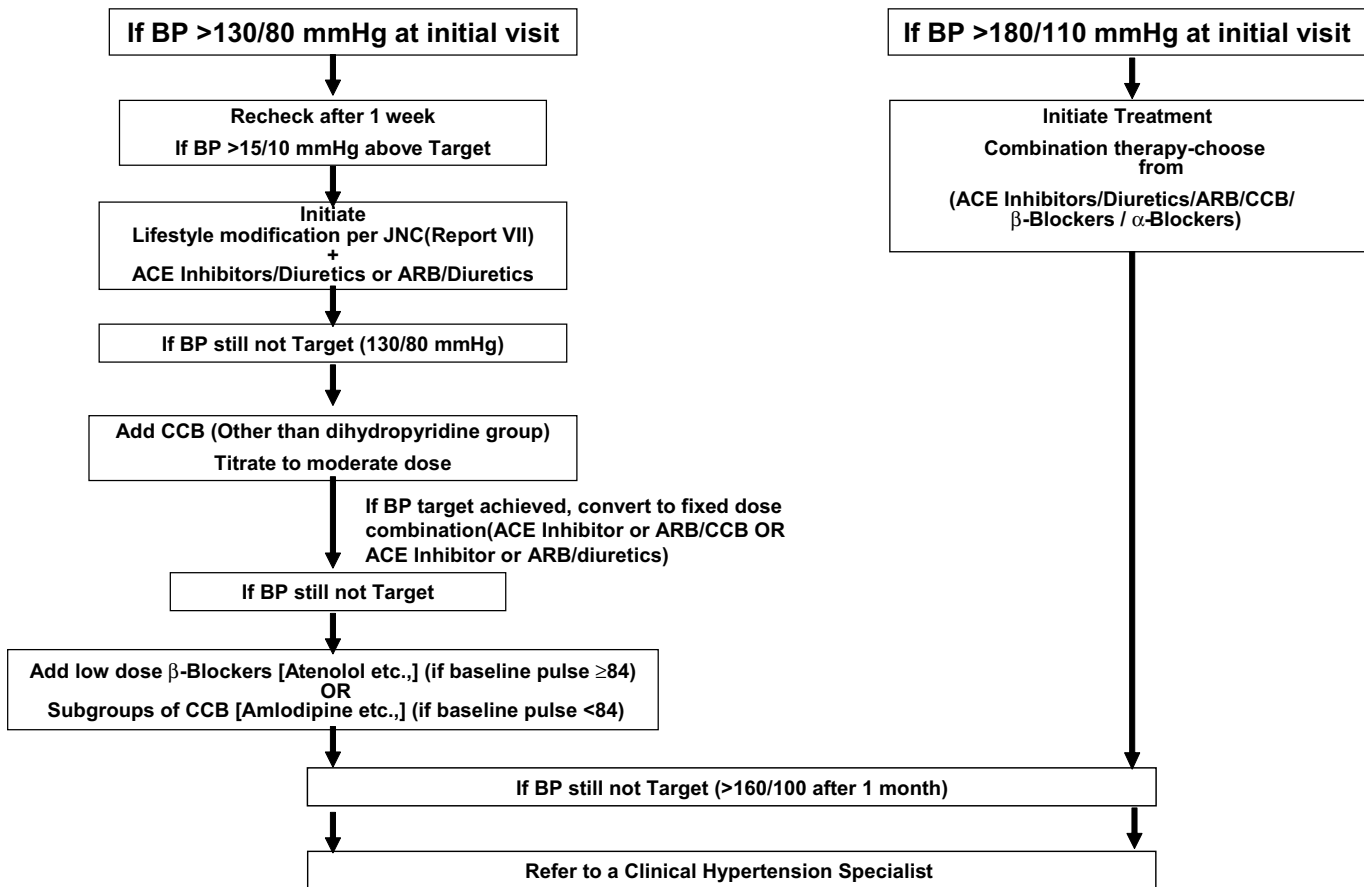 If BP >130/80 mmHg at initial visit
Recheck after 1 week
If BP >15/10 mmHg above Target
Initiate
Lifestyle modification per JNC(Report VII)
+
ACE Inhibitors/Diuretics or ARB/Diuretics
If BP still not Target (130/80 mmHg)
Add CCB (Other than dihydropyridine group)
Titrate to moderate dose
If BP target achieved, convert to fixed dose
combination(ACE Inhibitor or ARB/CCB OR
ACE Inhibitor or ARB/diuretics)
If BP still not Target
Add low dose β-Blockers [Atenolol etc.,] (if baseline pulse ≥84)
OR
Subgroups of CCB [Amlodipine etc.,] (if baseline pulse <84)
If BP >180/110 mmHg at initial visit
Initiate Treatment
Combination therapy-choose
from
(ACE Inhibitors/Diuretics/ARB/CCB/
β-Blockers / α-Blockers)
If BP still not Target (>160/100 after 1 month)
Refer to a Clinical Hypertension Specialist